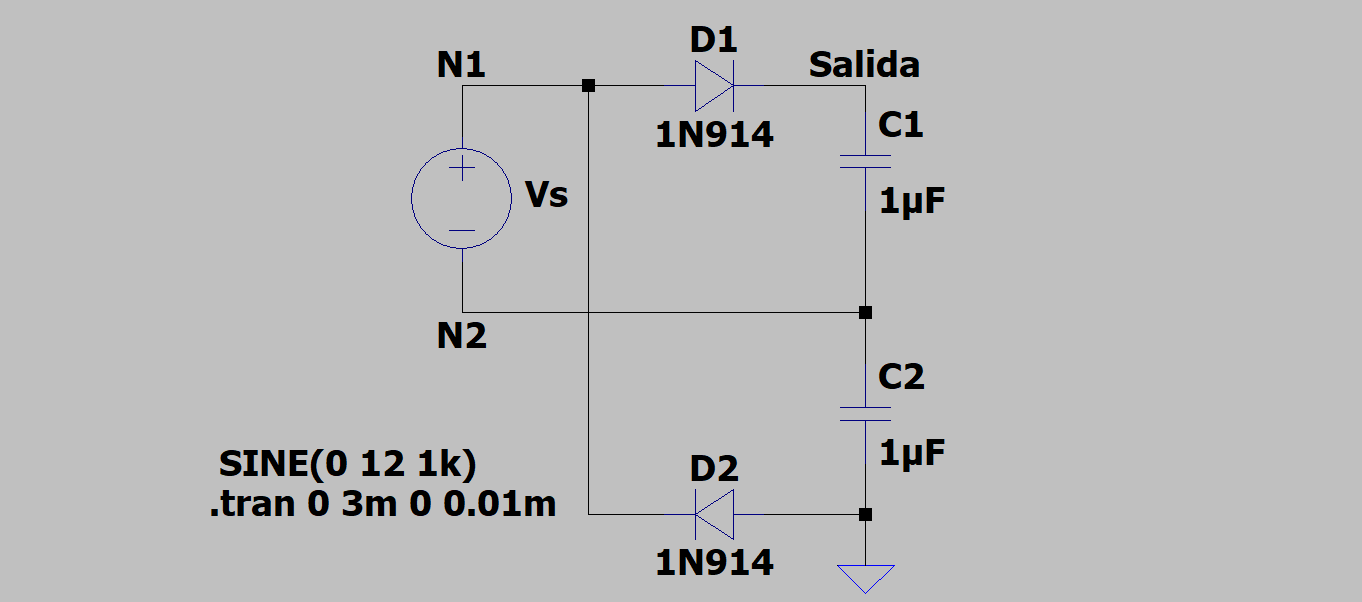 D1
N1
Salida
C1
1N914
Vs
1µF
N2
C2
1µF
SINE(0 12 1k)
D2
.tran 0 3m 0 0.01m
1N914